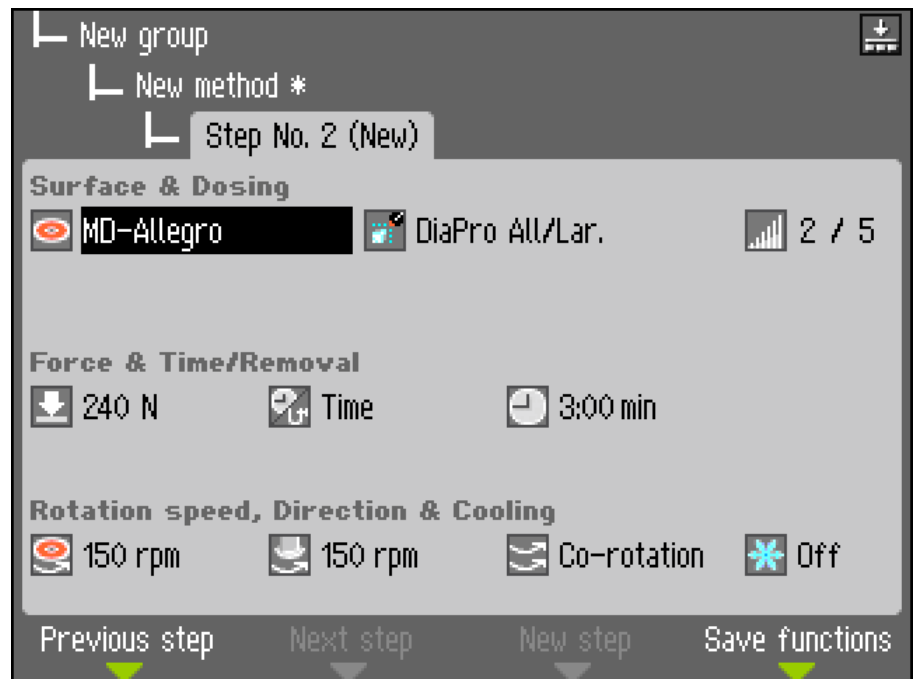 New group
New method *
Step No. 2 (New)
Surface & Dosing
MD-Allegro DiaPro All/Lar. 2 / 5
Force & Time/Removal
240 N Time 3:00 min
Rotation speed, Direction & Cooling
150 rpm 150 rpm Co-rotation Off
Previous step Next step New step Save functions